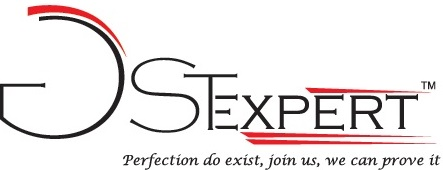 GSTEXPERT™
Perfection do exist, join us, we can prove it